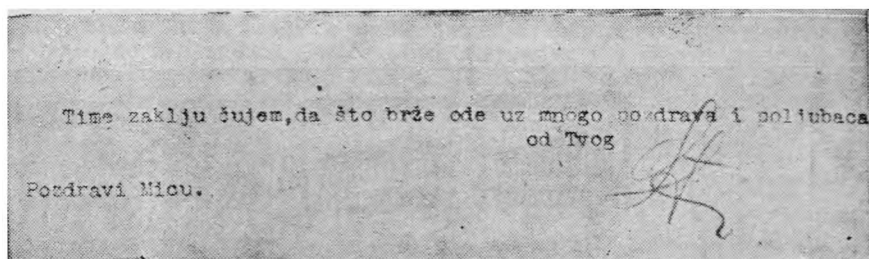 Time zaklju čujem,da što brže ode uz mnogo pozdrava i poljubaca
od Tvog
Pozdravi Micu.